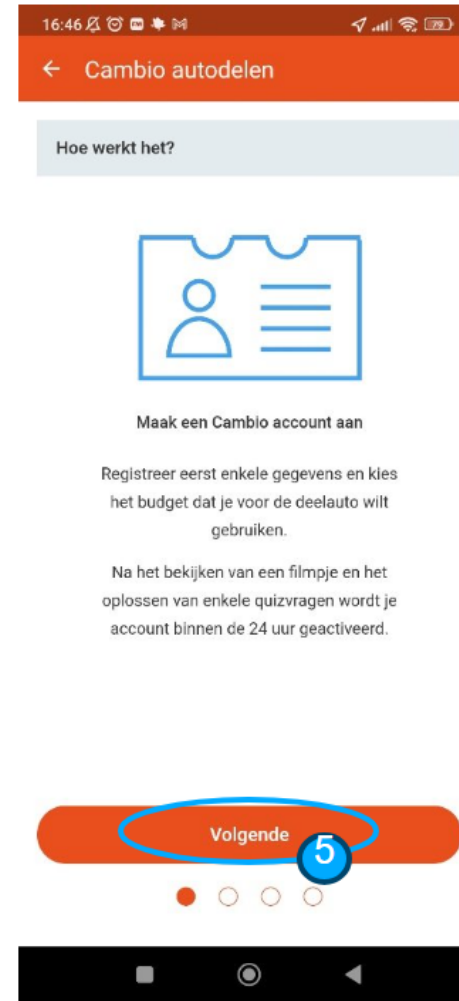 16:46
79
Cambio autodelen
Hoe werkt het?
Maak een Cambio account aan
Registreer eerst enkele gegevens en kies
het budget dat je voor de deelauto wilt
gebruiken.
Na het bekijken van een filmpje en het
oplossen van enkele quizvragen wordt je
account binnen de 24 uur geactiveerd.
Volgende
5